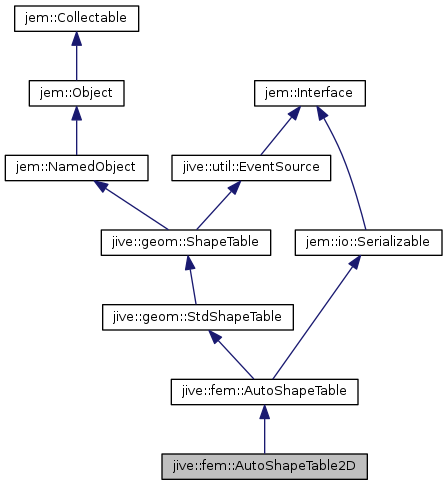 jem::Collectable
jem::Object
jem::Interface
jem::NamedObject
jive::util::EventSource
jive::geom::ShapeTable
jem::io::Serializable
jive::geom::StdShapeTable
jive::fem::AutoShapeTable
jive::fem::AutoShapeTable2D